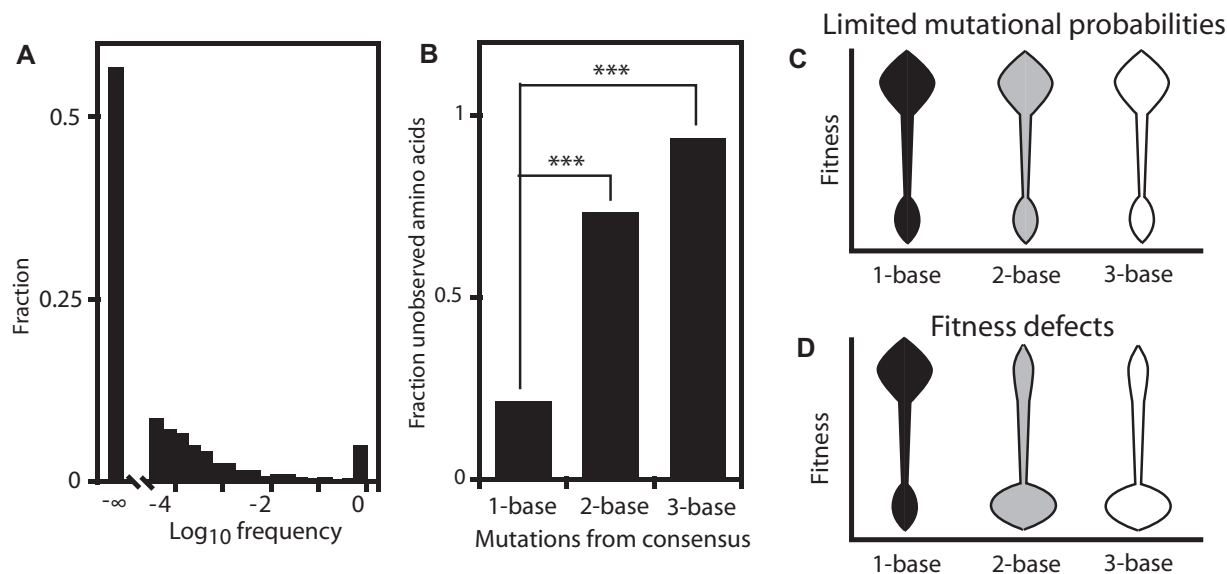 A
Fraction
0.5
0.25
0
-∞
-4
-2
0
Log10 frequency
B
Fraction unobserved amino acids
1
0.5
0
***
***
1-base
2-base
3-base
Mutations from consensus
Limited mutational probabilities
C
Fitness
1-base
2-base
3-base
Fitness defects
D
Fitness
1-base
2-base
3-base